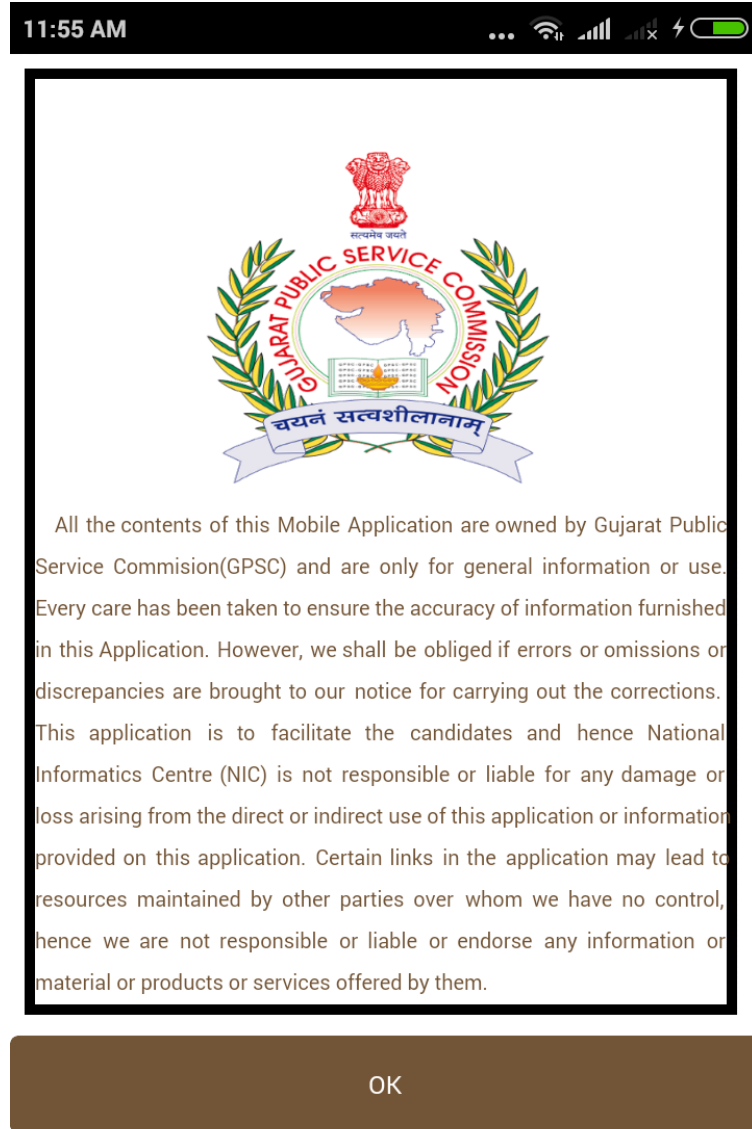 11:55 AM
सत्यमेव जयते
GUJARAT PUBLIC SERVICE COMMISSION
चयनं सत्वशीलानाम्
All the contents of this Mobile Application are owned by Gujarat Public
Service Commision(GPSC) and are only for general information or use.
Every care has been taken to ensure the accuracy of information furnished
in this Application. However, we shall be obliged if errors or omissions or
discrepancies are brought to our notice for carrying out the corrections.
This application is to facilitate the candidates and hence National
Informatics Centre (NIC) is not responsible or liable for any damage or
loss arising from the direct or indirect use of this application or information
provided on this application. Certain links in the application may lead to
resources maintained by other parties over whom we have no control,
hence we are not responsible or liable or endorse any information or
material or products or services offered by them.
OK